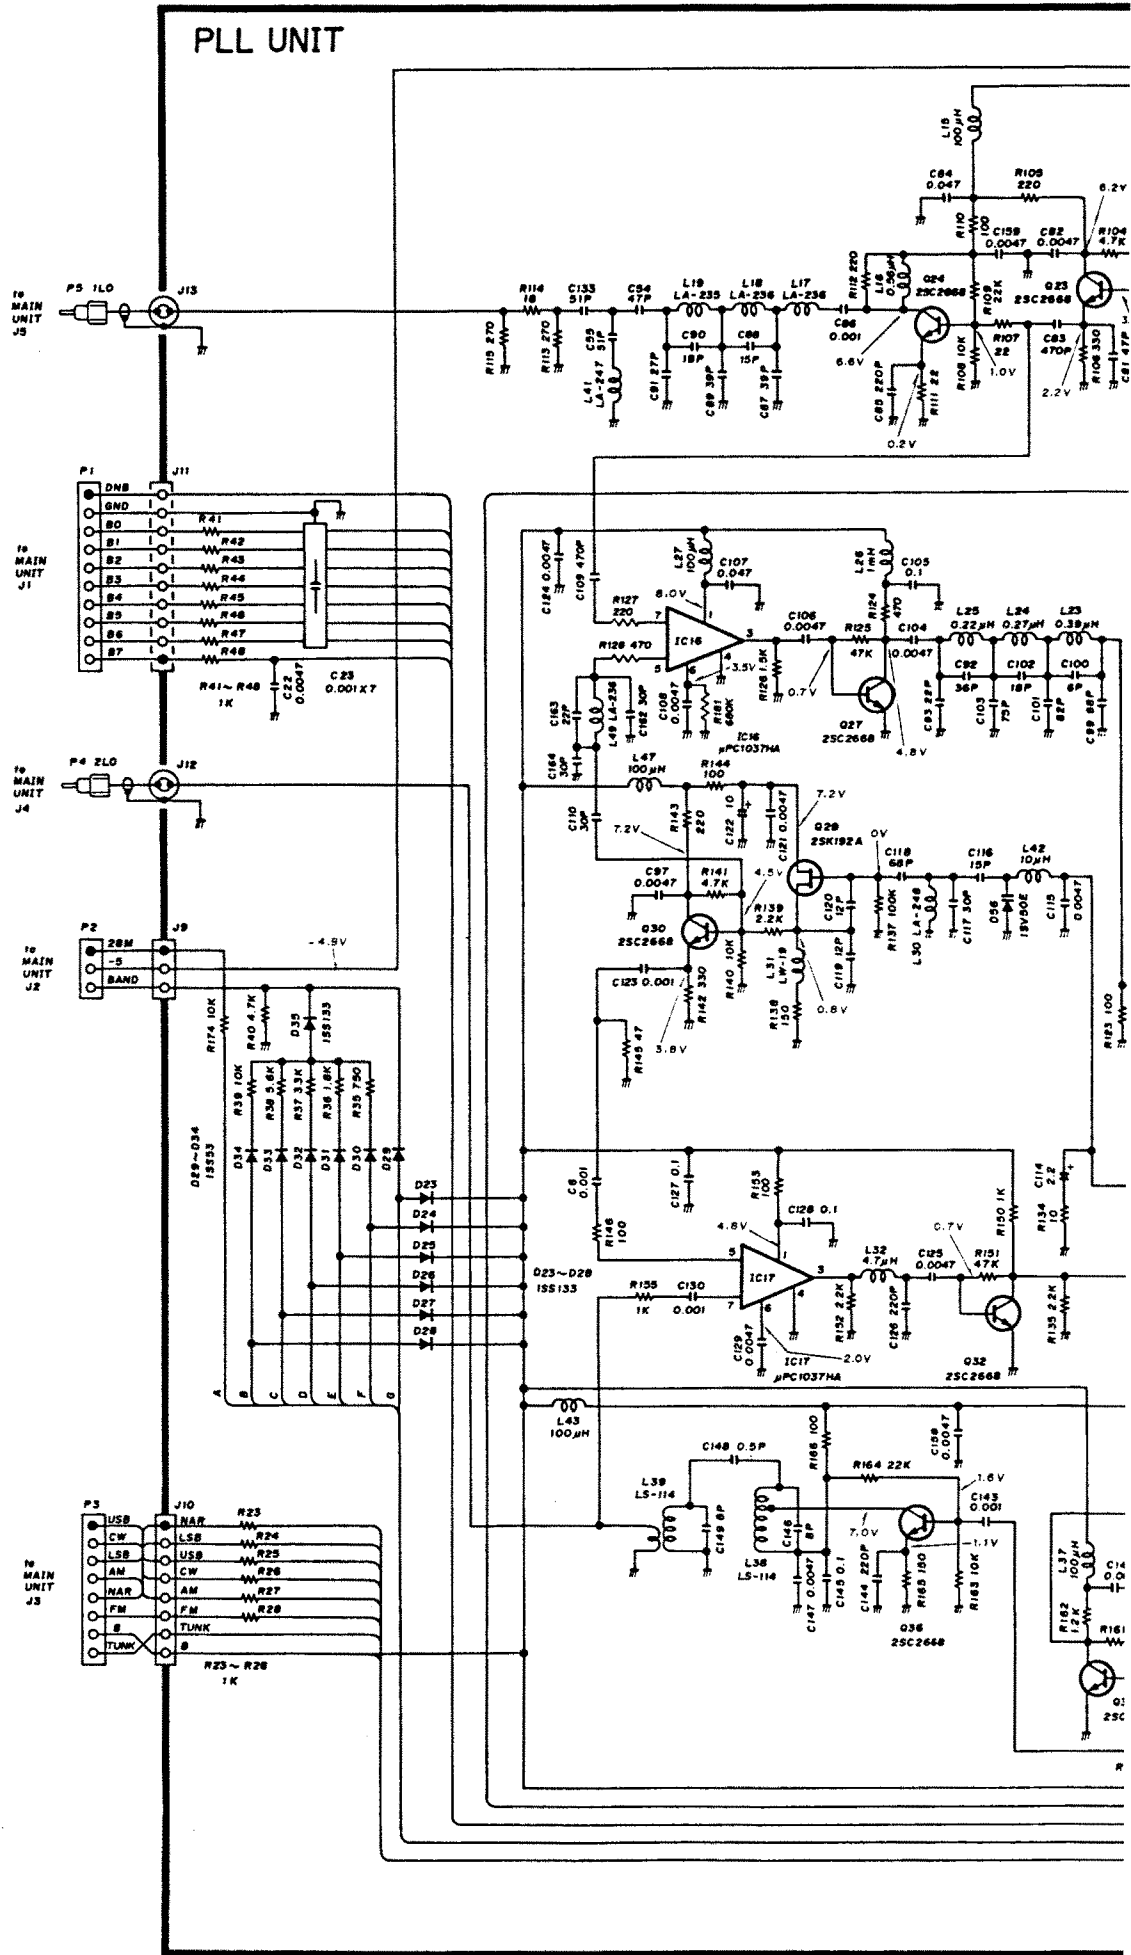 PLL UNIT
L15
100μH
C84
0.047
R105
220
6.2V
R110
100
C159
0.0047
C82
0.0047
R104
4.7K
to
MAIN
UNIT
J5
P5 1LO
J13
R114
18
C133
51P
C54
47P
L19
LA-235
L18
LA-236
L17
LA-236
R112 220
L16
0.56μH
Q24
2SC2668
R109
22K
Q23
2SC2668
R115 270
R113 270
C55
51P
L41
LA-247
C90
18P
C88
15P
C91 27P
C89 39P
C87 39P
C86
0.001
6.6V
C85 220P
R111 22
0.2V
R108 10K
1.0V
R107
22
C83
470P
2.2V
R106 330
C81 47P
P1
J11
to
MAIN
UNIT
J1
DNB
GND
B0
B1
B2
B3
B4
B5
B6
B7
R41
R42
R43
R44
R45
R46
R47
R48
R41~R48
1K
C22
0.0047
C23
0.001X7
C124 0.0047
C109 470P
L27
100μH
C107
0.047
8.0V
R127
220
R128 470
7
5
1
3
6
4
IC16
-3.5V
C108
0.0047
R181
680K
IC16
μPC1037HA
R126 1.5K
C106
0.0047
0.7V
R125
47K
L26
1mH
C105
0.1
R124
470
C104
0.0047
Q27
2SC2668
4.8V
L25
0.22μH
L24
0.27μH
L23
0.39μH
C92
36P
C102
18P
C100
6P
C93 22P
C103
75P
C101
82P
C99 68P
C163
22P
L49 LA-236
C162 30P
C164
30P
C110
30P
to
MAIN
UNIT
J4
P4 2LO
J12
L47
100μH
R144
100
R143
220
C122 10
C121 0.0047
7.2V
7.2V
Q29
2SK192A
0V
C118
68P
C116
15P
L42
10μH
C97
0.0047
R141
4.7K
4.5V
R139
2.2K
C120
12P
R137 100K
L30 LA-248
C117 30P
D56
1SV50E
C115
0.0047
Q30
2SC2668
C123 0.001
R142 330
3.8V
R140 10K
L31
LW-19
R138
150
C119 12P
0.8V
R145 47
R123 100
P2
J9
to
MAIN
UNIT
J2
28M
-5
BAND
-4.9V
R174 10K
R40 4.7K
D35
1SS133
R39 10K
R38 5.6K
R37 3.3K
R36 1.8K
R35 750
D29~D34
1SS53
D34
D33
D32
D31
D30
D29
D23
D24
D25
D26
D27
D28
D23~D28
1SS133
A
B
C
D
E
F
G
C6
0.001
R146
100
C127 0.1
R153
100
C128 0.1
4.8V
5
7
1
3
6
4
IC17
R155
1K
C130
0.001
C129
0.0047
IC17
μPC1037HA
2.0V
R152 2.2K
L32
4.7μH
C126 220P
C125
0.0047
0.7V
R151
47K
R150 1K
Q32
2SC2668
C114
2.2
R134
10
R135 2.2K
L43
100μH
R166 100
C158
0.0047
L39
LS-114
C148 0.5P
C149 8P
L38
LS-114
C146
8P
C147 0.0047
C145 0.1
R164 22K
1.6V
C143
0.001
7.0V
1.1V
C144 220P
R165 150
R163 10K
Q36
2SC2668
L37
100μH
R162
1.2K
R161
2SC
P3
J10
to
MAIN
UNIT
J3
USB
CW
LSB
AM
NAR
FM
8
TUNK
NAR
LSB
USB
CW
AM
FM
TUNK
8
R23
R24
R25
R26
R27
R28
R23~R28
1K